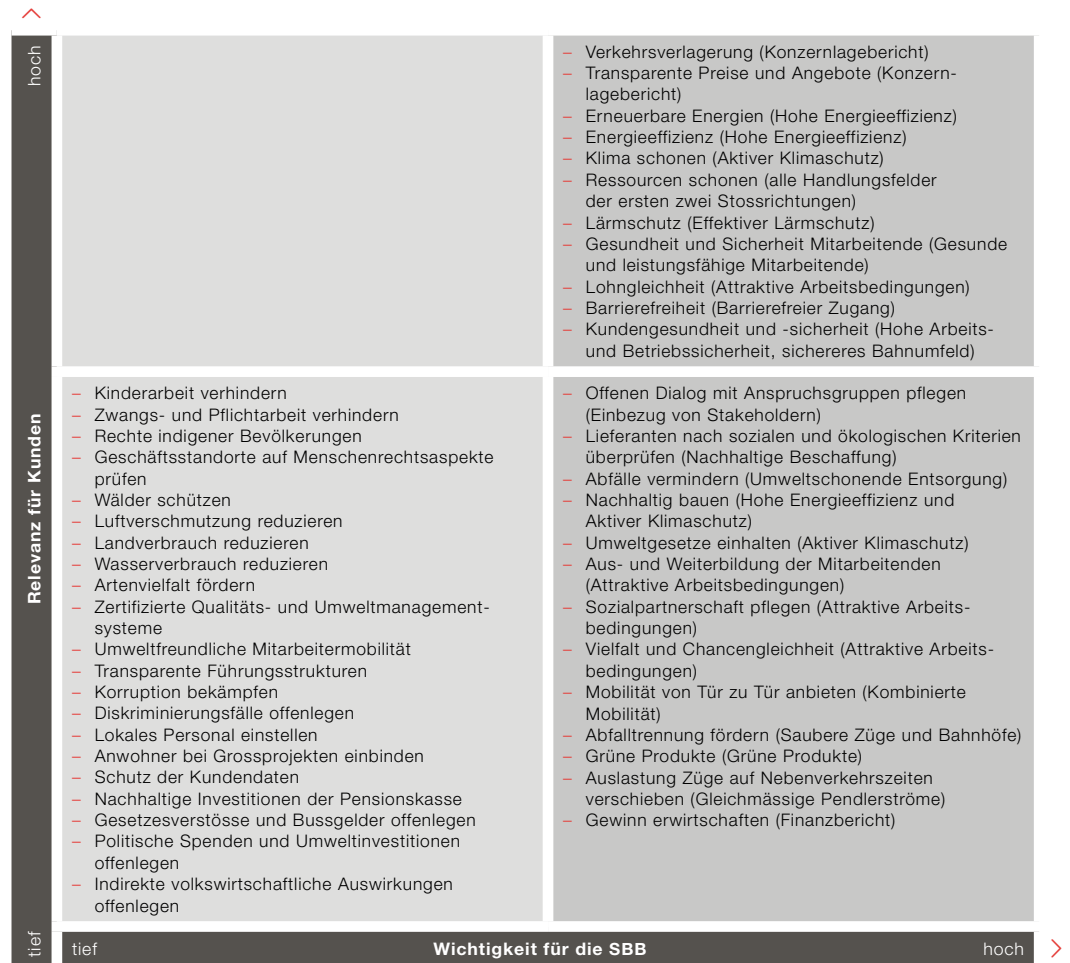 hoch
– Verkehrsverlagerung (Konzernlagebericht)
– Transparente Preise und Angebote (Konzern-
lagebericht)
– Erneuerbare Energien (Hohe Energieeffizienz)
– Energieeffizienz (Hohe Energieeffizienz)
– Klima schonen (Aktiver Klimaschutz)
– Ressourcen schonen (alle Handlungsfelder
der ersten zwei Stossrichtungen)
– Lärmschutz (Effektiver Lärmschutz)
– Gesundheit und Sicherheit Mitarbeitende (Gesunde
und leistungsfähige Mitarbeitende)
– Lohngleichheit (Attraktive Arbeitsbedingungen)
– Barrierefreiheit (Barrierefreier Zugang)
– Kundengesundheit und -sicherheit (Hohe Arbeits-
und Betriebssicherheit, sichereres Bahnumfeld)
Relevanz für Kunden
– Kinderarbeit verhindern
– Zwangs- und Pflichtarbeit verhindern
– Rechte indigener Bevölkerungen
– Geschäftsstandorte auf Menschenrechtsaspekte
prüfen
– Wälder schützen
– Luftverschmutzung reduzieren
– Landverbrauch reduzieren
– Wasserverbrauch reduzieren
– Artenvielfalt fördern
– Zertifizierte Qualitäts- und Umweltmanagement-
systeme
– Umweltfreundliche Mitarbeitermobilität
– Transparente Führungsstrukturen
– Korruption bekämpfen
– Diskriminierungsfälle offenlegen
– Lokales Personal einstellen
– Anwohner bei Grossprojekten einbinden
– Schutz der Kundendaten
– Nachhaltige Investitionen der Pensionskasse
– Gesetzesverstösse und Bussgelder offenlegen
– Politische Spenden und Umweltinvestitionen
offenlegen
– Indirekte volkswirtschaftliche Auswirkungen
offenlegen
– Offenen Dialog mit Anspruchsgruppen pflegen
(Einbezug von Stakeholdern)
– Lieferanten nach sozialen und ökologischen Kriterien
überprüfen (Nachhaltige Beschaffung)
– Abfälle vermindern (Umweltschonende Entsorgung)
– Nachhaltig bauen (Hohe Energieeffizienz und
Aktiver Klimaschutz)
– Umweltgesetze einhalten (Aktiver Klimaschutz)
– Aus- und Weiterbildung der Mitarbeitenden
(Attraktive Arbeitsbedingungen)
– Sozialpartnerschaft pflegen (Attraktive Arbeits-
bedingungen)
– Vielfalt und Chancengleichheit (Attraktive Arbeits-
bedingungen)
– Mobilität von Tür zu Tür anbieten (Kombinierte
Mobilität)
– Abfalltrennung fördern (Saubere Züge und Bahnhöfe)
– Grüne Produkte (Grüne Produkte)
– Auslastung Züge auf Nebenverkehrszeiten
verschieben (Gleichmässige Pendlerströme)
– Gewinn erwirtschaften (Finanzbericht)
tief
tief
Wichtigkeit für die SBB
hoch